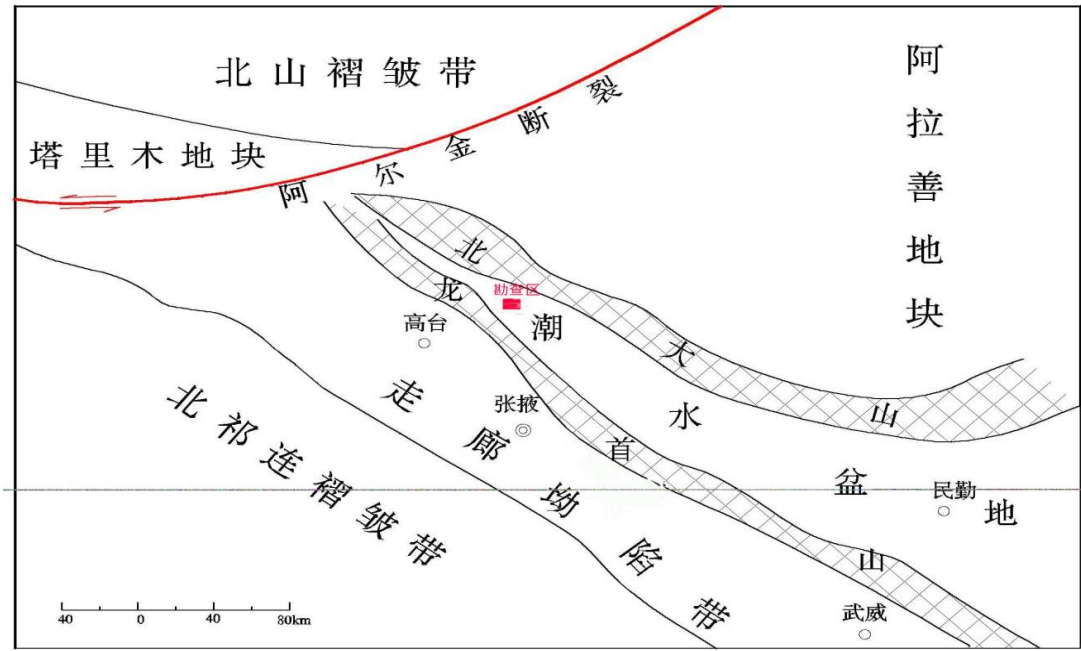 北山褶皱带
塔里木地块
阿尔金断裂
阿拉善地块
北大山
龙首山
勘查区
潮水盆地
高台
张掖
走廊坳陷带
北祁连褶皱带
民勤
武威
40 0 40 80km